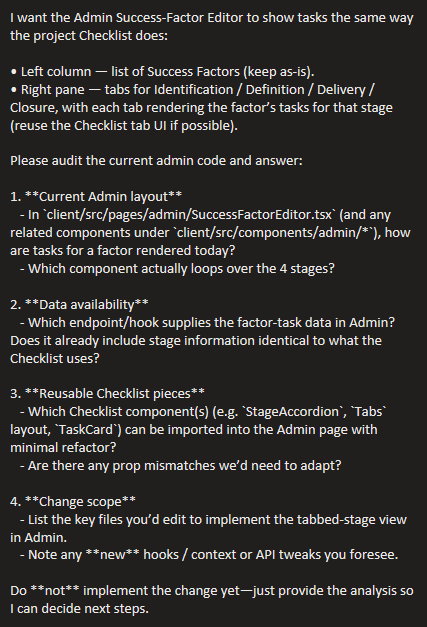 I want the Admin Success-Factor Editor to show tasks the same way
the project Checklist does:
• Left column — list of Success Factors (keep as-is).
• Right pane — tabs for Identification / Definition / Delivery /
Closure, with each tab rendering the factor’s tasks for that stage
(reuse the Checklist tab UI if possible).
Please audit the current admin code and answer:
1. **Current Admin layout**
- In `client/src/pages/admin/SuccessFactorEditor.tsx` (and any
related components under `client/src/components/admin/*`), how
are tasks for a factor rendered today?
- Which component actually loops over the 4 stages?
2. **Data availability**
- Which endpoint/hook supplies the factor-task data in Admin?
Does it already include stage information identical to what the
Checklist uses?
3. **Reusable Checklist pieces**
- Which Checklist component(s) (e.g. `StageAccordion`, `Tabs`
layout, `TaskCard`) can be imported into the Admin page with
minimal refactor?
- Are there any prop mismatches we’d need to adapt?
4. **Change scope**
- List the key files you’d edit to implement the tabbed-stage view
in Admin.
- Note any **new** hooks / context or API tweaks you foresee.
Do **not** implement the change yet—just provide the analysis so
I can decide next steps.